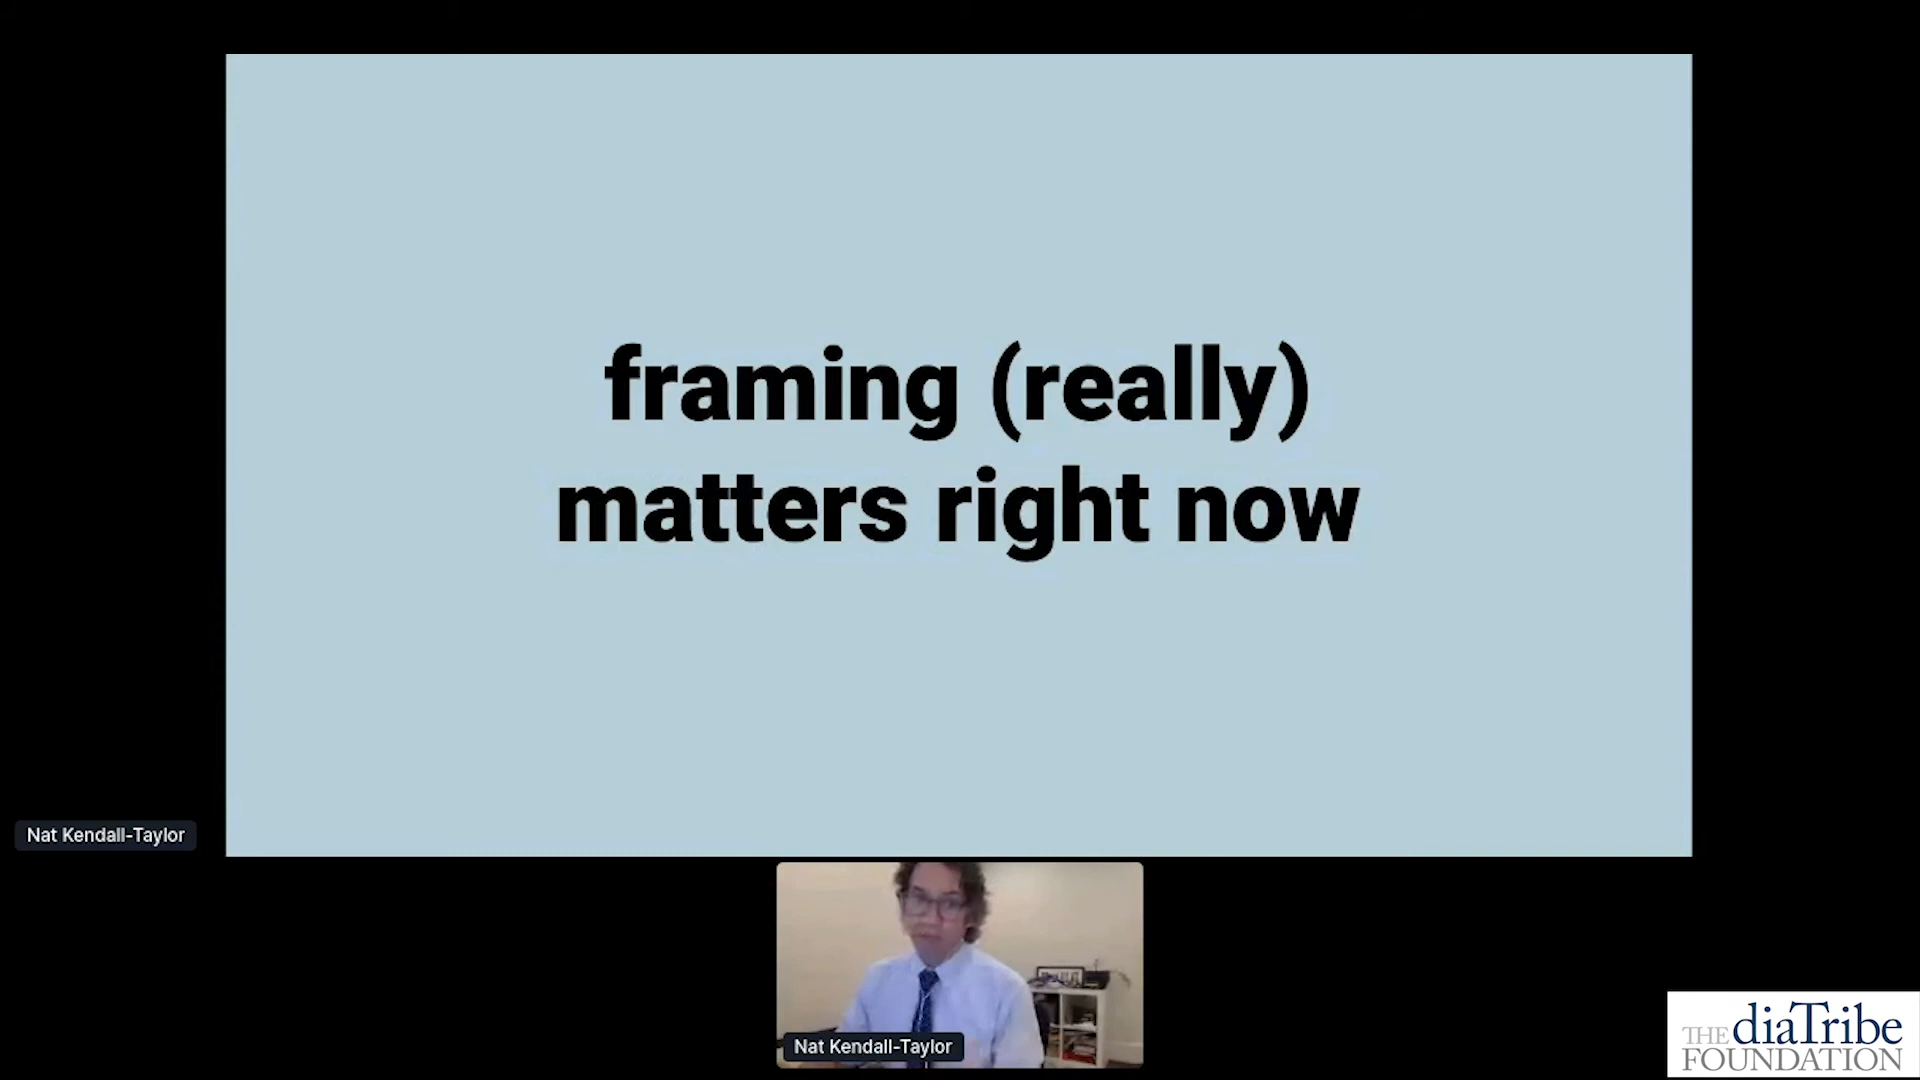 framing (really)
matters right now
Nat Kendall-Taylor
Nat Kendall-Taylor
THE diaTribe
FOUNDATION